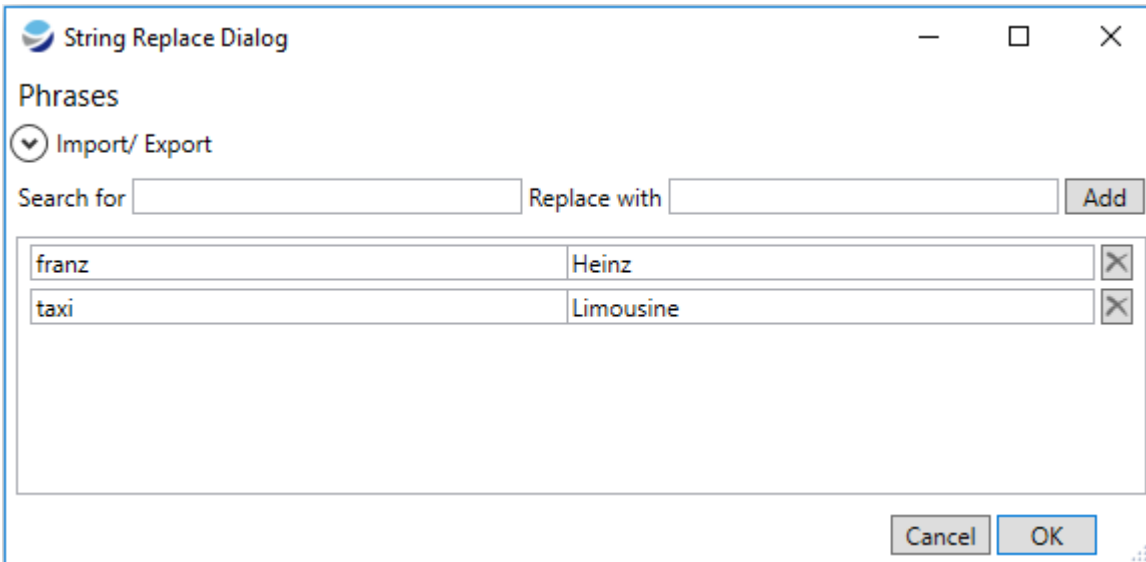 String Replace Dialog
Phrases
Import/ Export
Search for Replace with Add
franz Heinz
taxi Limousine
Cancel OK